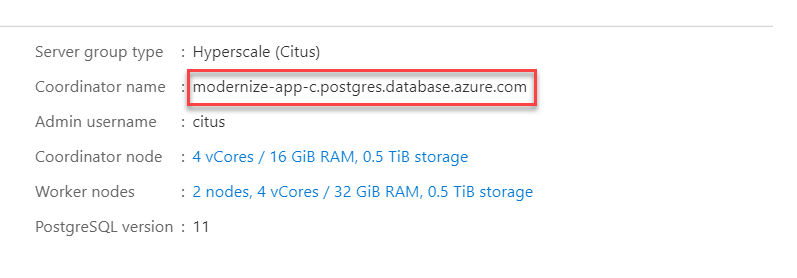 Server group type : Hyperscale (Citus)
Coordinator name : modernize-app-c.postgres.database.azure.com
Admin username : citus
Coordinator node : 4 vCores / 16 GiB RAM, 0.5 TiB storage
Worker nodes : 2 nodes, 4 vCores / 32 GiB RAM, 0.5 TiB storage
PostgreSQL version : 11